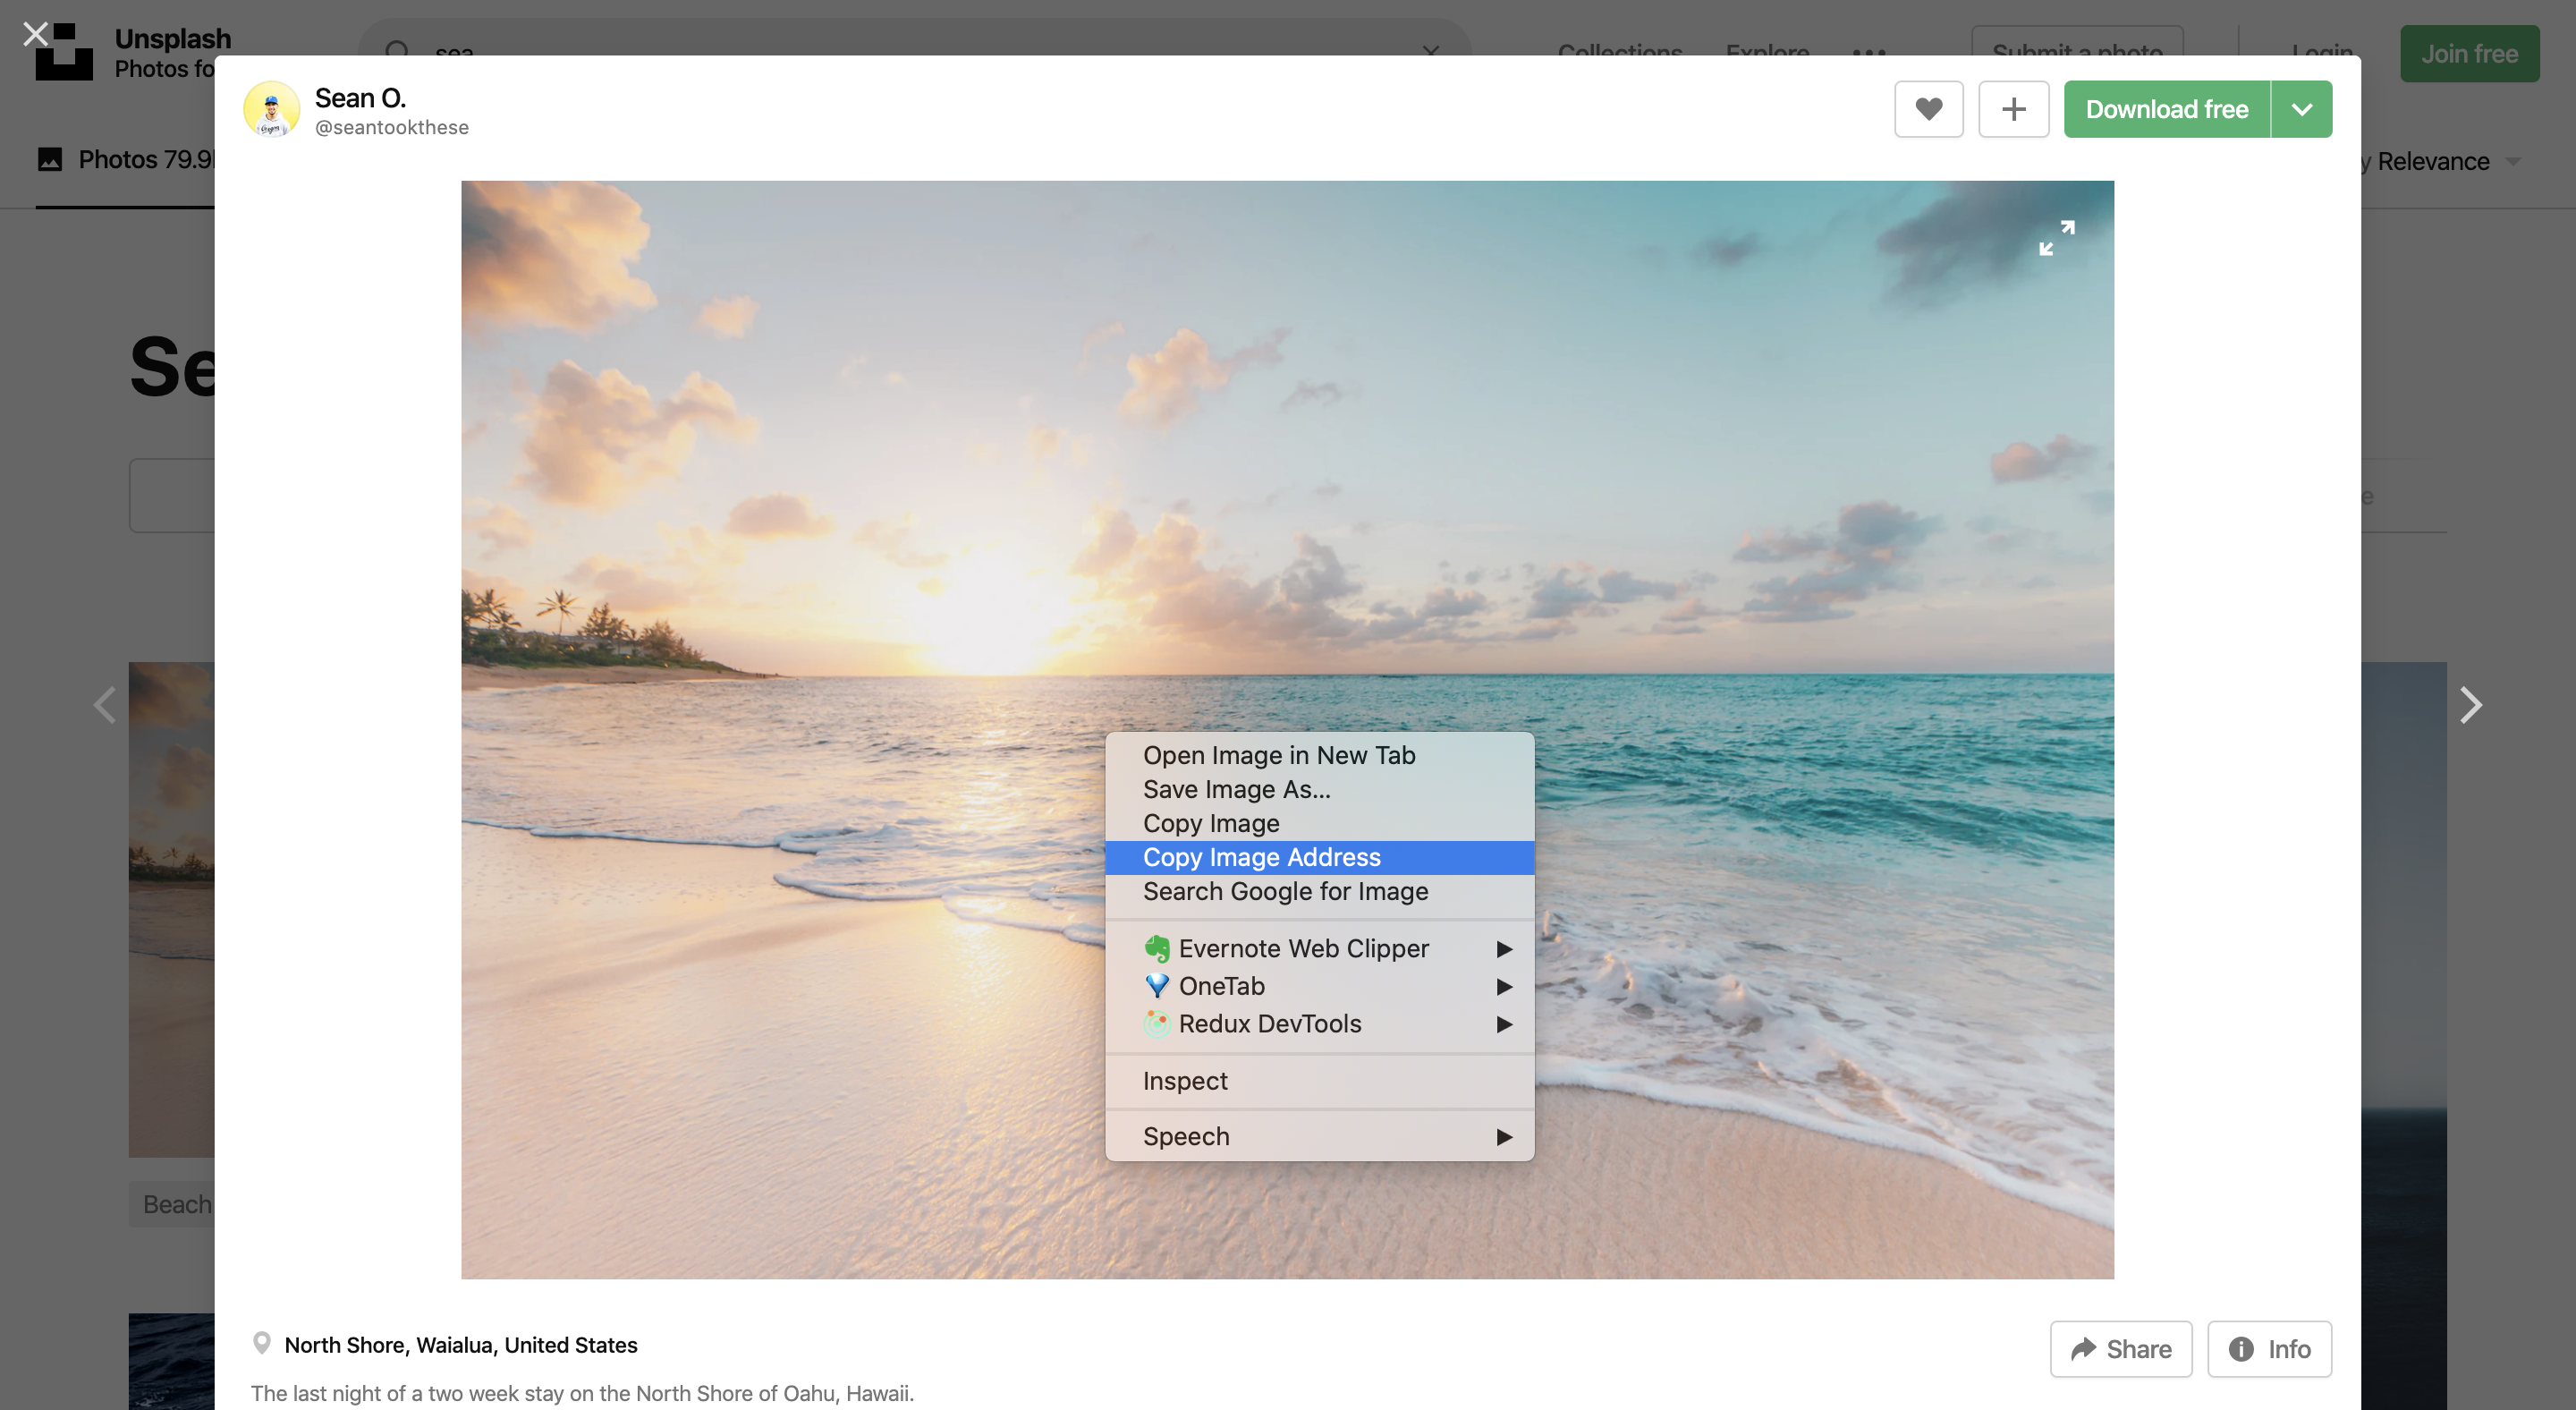 Unsplash
Photos fo
sea
Collections
Explore
Submit a photo
Login
Join free
Sean O.
@seantookthese
Download free
Photos 79.9
y Relevance
Se
e
Open Image in New Tab
Save Image As...
Copy Image
Copy Image Address
Search Google for Image
Evernote Web Clipper
OneTab
Redux DevTools
Inspect
Speech
Beach
North Shore, Waialua, United States
Share
Info
The last night of a two week stay on the North Shore of Oahu, Hawaii.